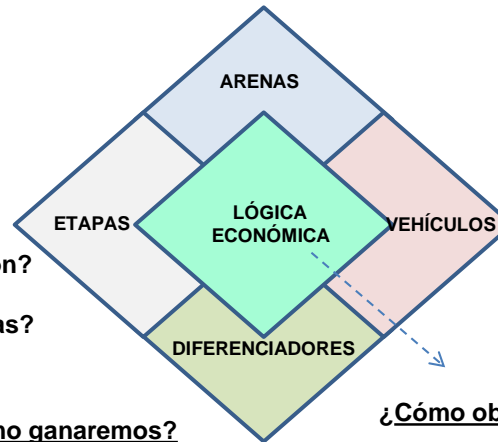 ARENAS
ETAPAS
LÓGICA
ECONÓMICA
VEHÍCULOS
DIFERENCIADORES
ganaremos?
¿Cómo